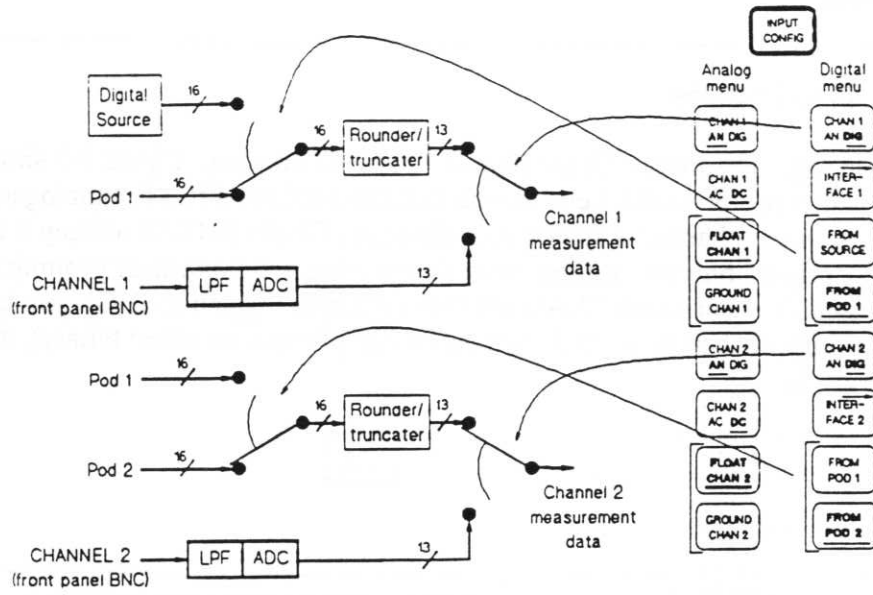 INPUT
CONFIG
Analog
menu
Digital
menu
Digital
Source
16
16
Rounder/
truncater
13
Pod 1
16
Channel 1
measurement
data
CHANNEL 1
(front panel BNC)
LPF
ADC
13
Pod 1
16
16
Rounder/
truncater
13
Pod 2
16
Channel 2
measurement
data
CHANNEL 2
(front panel BNC)
LPF
ADC
13
CHAN 1
AN DIG
CHAN 1
AC DC
FLOAT
CHAN 1
GROUND
CHAN 1
CHAN 2
AN DIG
CHAN 2
AC DC
FLOAT
CHAN 2
GROUND
CHAN 2
CHAN 1
AN DIG
INTER-
FACE 1
FROM
SOURCE
FROM
POD 1
CHAN 2
AN DIG
INTER-
FACE 2
FROM
POD 1
FROM
POD 2